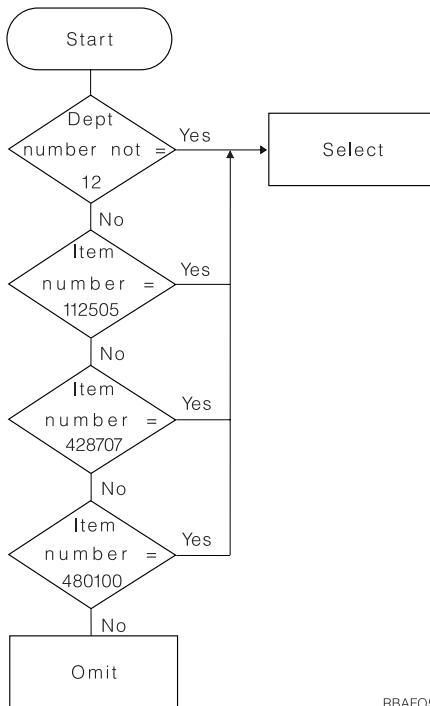 Start
Dept
number not =
12
Yes
Select
No
Item
number =
112505
Yes
No
Item
number =
428707
Yes
No
Item
number =
480100
Yes
No
Omit